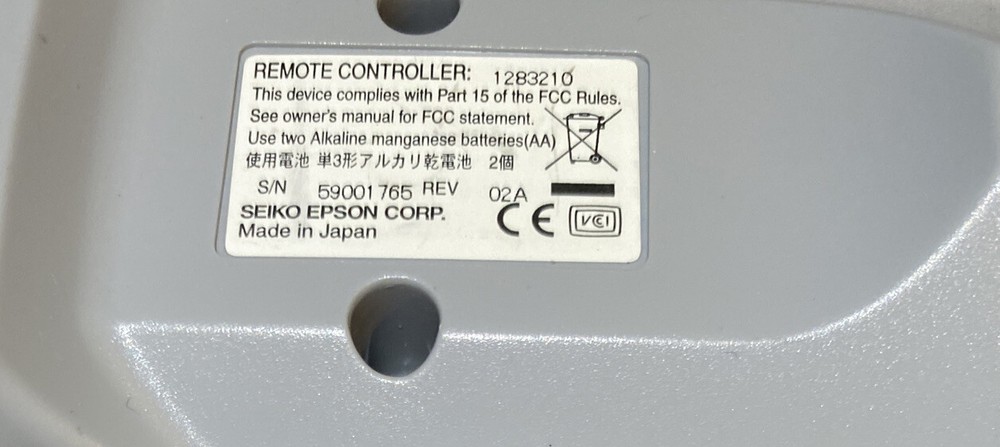 REMOTE CONTROLLER: 1283210
This device complies with Part 15 of the FCC Rules.
See owner's manual for FCC statement.
Use two Alkaline manganese batteries(AA)
使用電池 単3形アルカリ乾電池 2個
S/N 59001765 REV 02A
SEIKO EPSON CORP.
Made in Japan
CE VCI